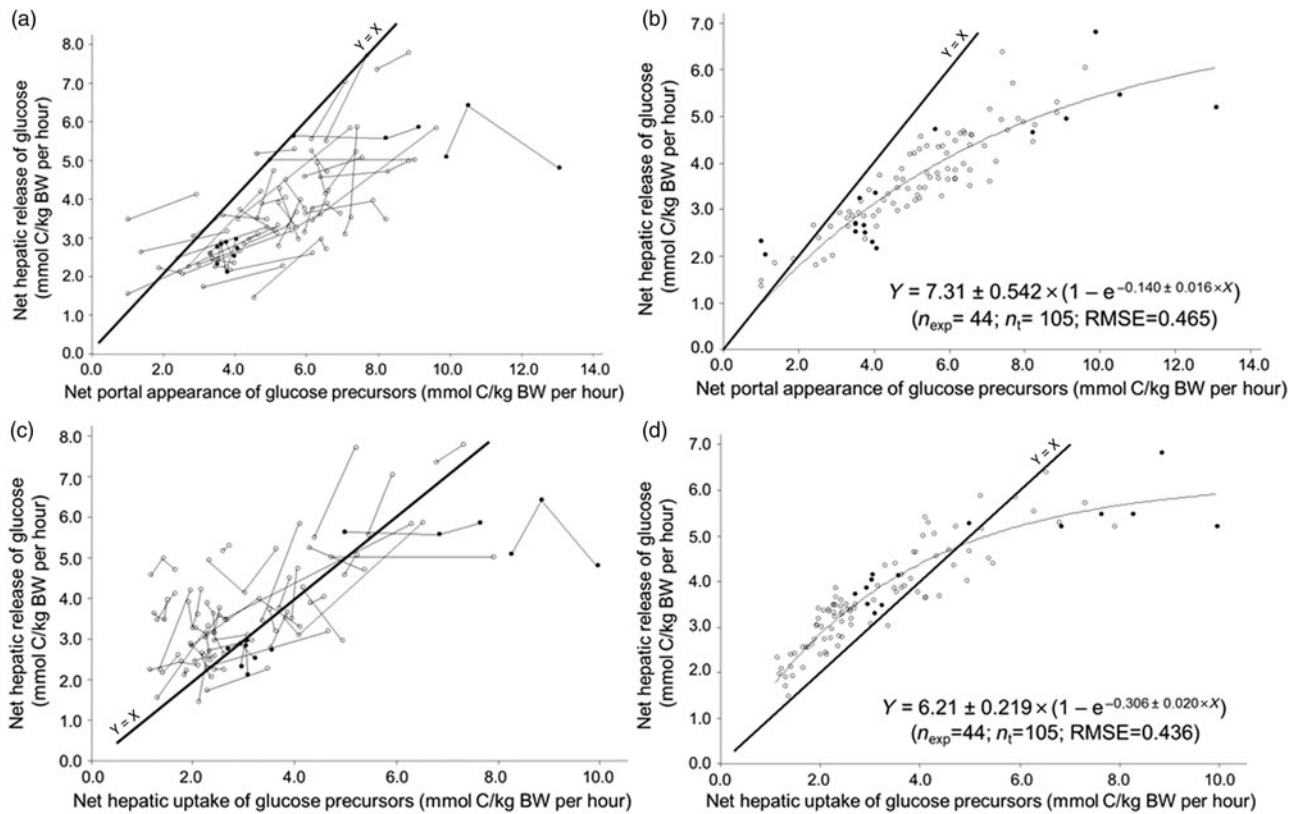 (a)
Net hepatic release of glucose
(mmol C/kg BW per hour)
8.0
7.0
6.0
5.0
4.0
3.0
2.0
1.0
0.0
Y = X
0.0 2.0 4.0 6.0 8.0 10.0 12.0 14.0
Net portal appearance of glucose precursors (mmol C/kg BW per hour)
(b)
Net hepatic release of glucose
(mmol C/kg BW per hour)
7.0
6.0
5.0
4.0
3.0
2.0
1.0
0.0
Y = X
Y = 7.31 ± 0.542 × (1 − e^−0.140 ± 0.016 × X)
(n_exp= 44; n_t= 105; RMSE=0.465)
0.0 2.0 4.0 6.0 8.0 10.0 12.0 14.0
Net portal appearance of glucose precursors (mmol C/kg BW per hour)
(c)
Net hepatic release of glucose
(mmol C/kg BW per hour)
8.0
7.0
6.0
5.0
4.0
3.0
2.0
1.0
0.0
Y = X
0.0 2.0 4.0 6.0 8.0 10.0
Net hepatic uptake of glucose precursors (mmol C/kg BW per hour)
(d)
Net hepatic release of glucose
(mmol C/kg BW per hour)
7.0
6.0
5.0
4.0
3.0
2.0
1.0
0.0
Y = X
Y = 6.21 ± 0.219 × (1 − e^−0.306 ± 0.020 × X)
(n_exp=44; n_t=105; RMSE=0.436)
0.0 2.0 4.0 6.0 8.0 10.0
Net hepatic uptake of glucose precursors (mmol C/kg BW per hour)